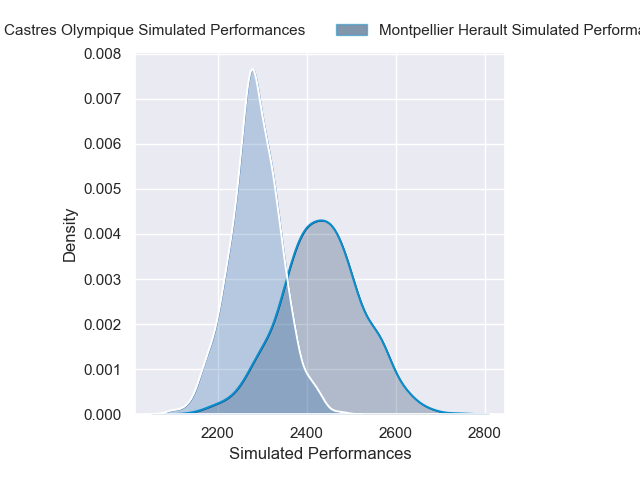 Castres Olympique Simulated Performances
Montpellier Herault Simulated
0.008
0.007
0.006
0.005
0.004
0.003
0.002
0.001
0.000
Density
2200 2400 2600 2800
Simulated Performances